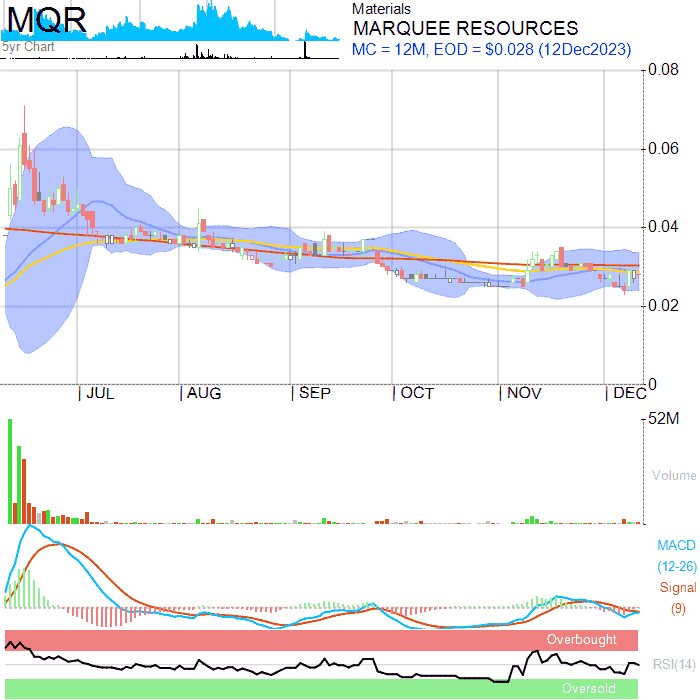 MQR
5yr Chart
Materials
MARQUEE RESOURCES
MC = 12M, EOD = $0.028 (12Dec2023)
0.08
0.06
0.04
0.02
0
| JUL | AUG | SEP | OCT | NOV | DEC
52M
Volume
MACD
(12-26)
Signal
(9)
Overbought
RSI(14)
Oversold